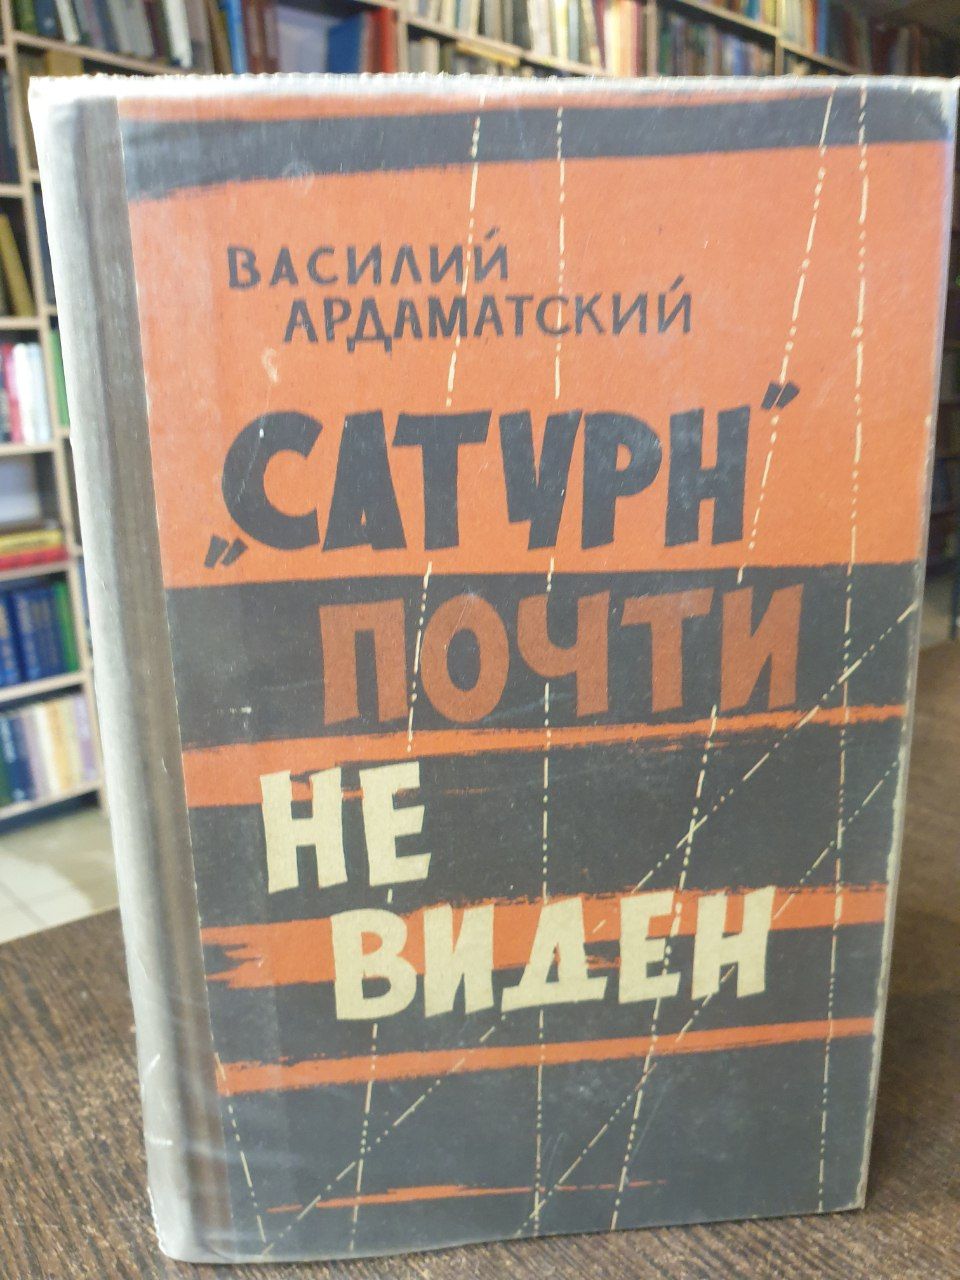 ВАСИЛИЙ
АРДАМАТСКИЙ
„САТУРН“
ПОЧТИ
НЕ
ВИДЕН